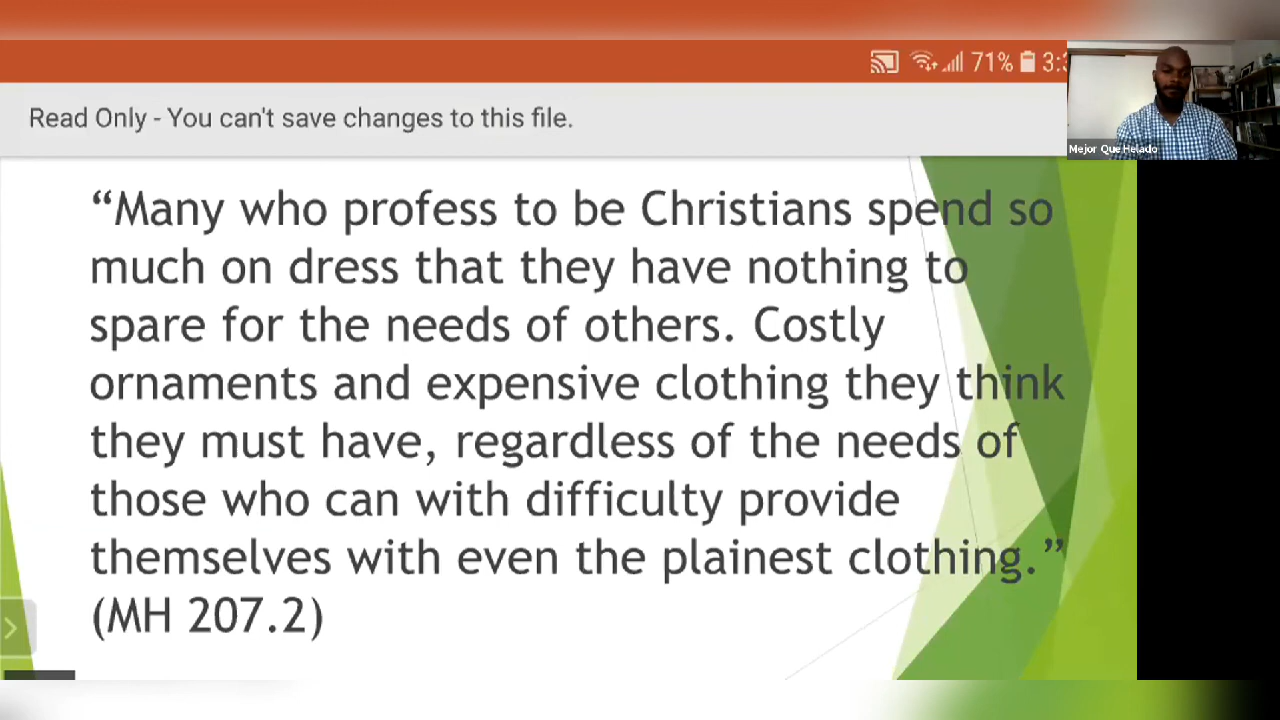 71% 3:
Read Only - You can't save changes to this file.
Mejor Que Helado
“Many who profess to be Christians spend so
much on dress that they have nothing to
spare for the needs of others. Costly
ornaments and expensive clothing they think
they must have, regardless of the needs of
those who can with difficulty provide
themselves with even the plainest clothing.”
(MH 207.2)